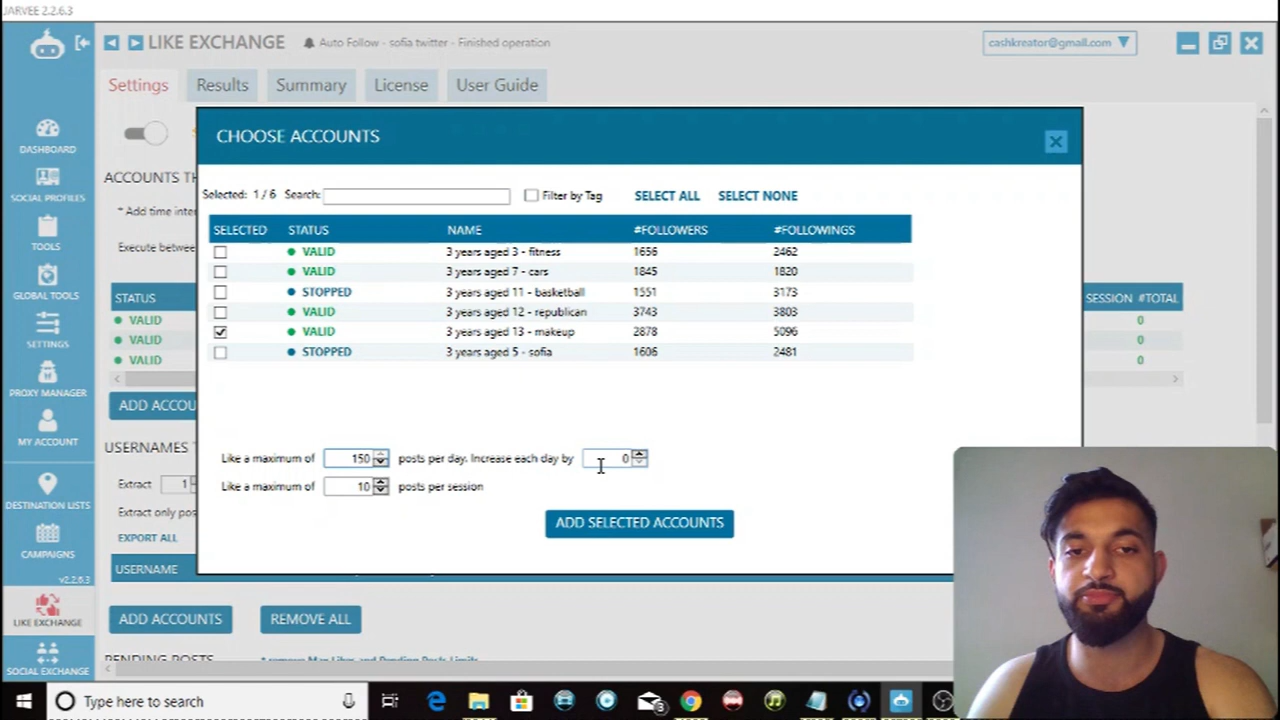 JARVEE 2.2.6.3
LIKE EXCHANGE
Auto Follow - sofia twitter - Finished operation
cashkreator@gmail.com
Settings
Results
Summary
License
User Guide
DASHBOARD
SOCIAL PROFILES
TOOLS
GLOBAL TOOLS
SETTINGS
PROXY MANAGER
MY ACCOUNT
DESTINATION LISTS
CAMPAIGNS
v2.2.6.3
LIKE EXCHANGE
SOCIAL EXCHANGE
ACCOUNTS TH
* Add time inter
Execute between
STATUS
VALID
VALID
VALID
ADD ACCOU
USERNAMES T
Extract 1
Extract only pos
EXPORT ALL
USERNAME
ADD ACCOUNTS
REMOVE ALL
SESSION #TOTAL
0
0
0
CHOOSE ACCOUNTS
Selected: 1 / 6 Search:
Filter by Tag
SELECT ALL
SELECT NONE
SELECTED STATUS NAME #FOLLOWERS #FOLLOWINGS
VALID 3 years aged 3 - fitness 1656 2462
VALID 3 years aged 7 - cars 1845 1820
STOPPED 3 years aged 11 - basketball 1551 3173
VALID 3 years aged 12 - republican 3743 3803
VALID 3 years aged 13 - makeup 2878 5096
STOPPED 3 years aged 5 - sofia 1606 2481
Like a maximum of 150 posts per day. Increase each day by 0
Like a maximum of 10 posts per session
ADD SELECTED ACCOUNTS
Type here to search
3